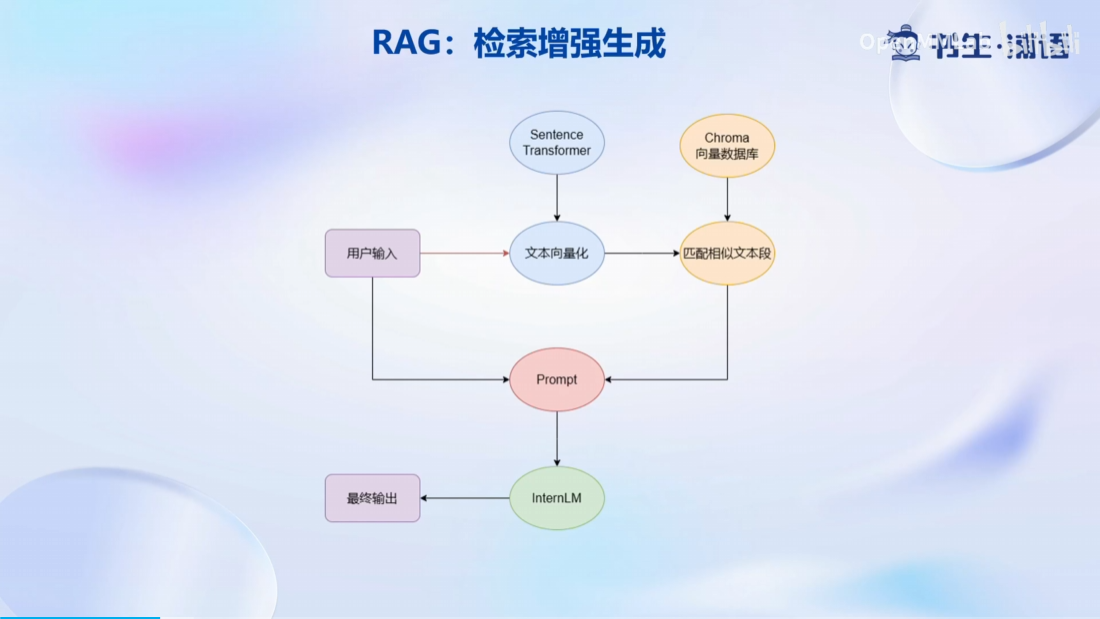 RAG：检索增强生成
书生·浦语
Sentence
Transformer
Chroma
向量数据库
用户输入
文本向量化
匹配相似文本段
Prompt
最终输出
InternLM